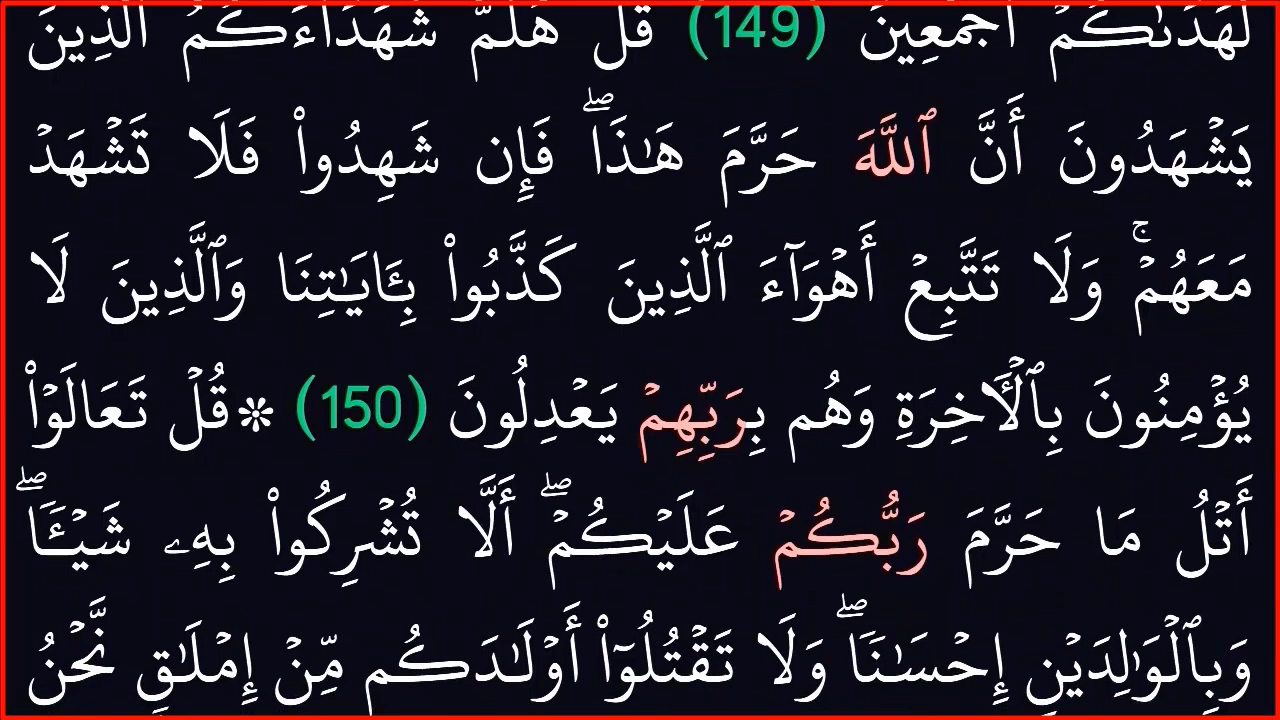 لَهَدَىٰكُمْ أَجْمَعِينَ (149) قُلْ هَلُمَّ شُهَدَآءَكُمُ ٱلَّذِينَ
يَشْهَدُونَ أَنَّ ٱللَّهَ حَرَّمَ هَـٰذَاۖ فَإِن شَهِدُوا۟ فَلَا تَشْهَدْ
مَعَهُمْۚ وَلَا تَتَّبِعْ أَهْوَآءَ ٱلَّذِينَ كَذَّبُوا۟ بِـَٔايَـٰتِنَا وَٱلَّذِينَ لَا
يُؤْمِنُونَ بِٱلْـَٔاخِرَةِ وَهُم بِرَبِّهِمْ يَعْدِلُونَ (150) ❊قُلْ تَعَالَوْا۟
أَتْلُ مَا حَرَّمَ رَبُّكُمْ عَلَيْكُمْۖ أَلَّا تُشْرِكُوا۟ بِهِۦ شَيْـًٔاۖ
وَبِٱلْوَٰلِدَيْنِ إِحْسَـٰنًاۖ وَلَا تَقْتُلُوٓا۟ أَوْلَـٰدَكُم مِّنْ إِمْلَـٰقٍ نَّحْنُ